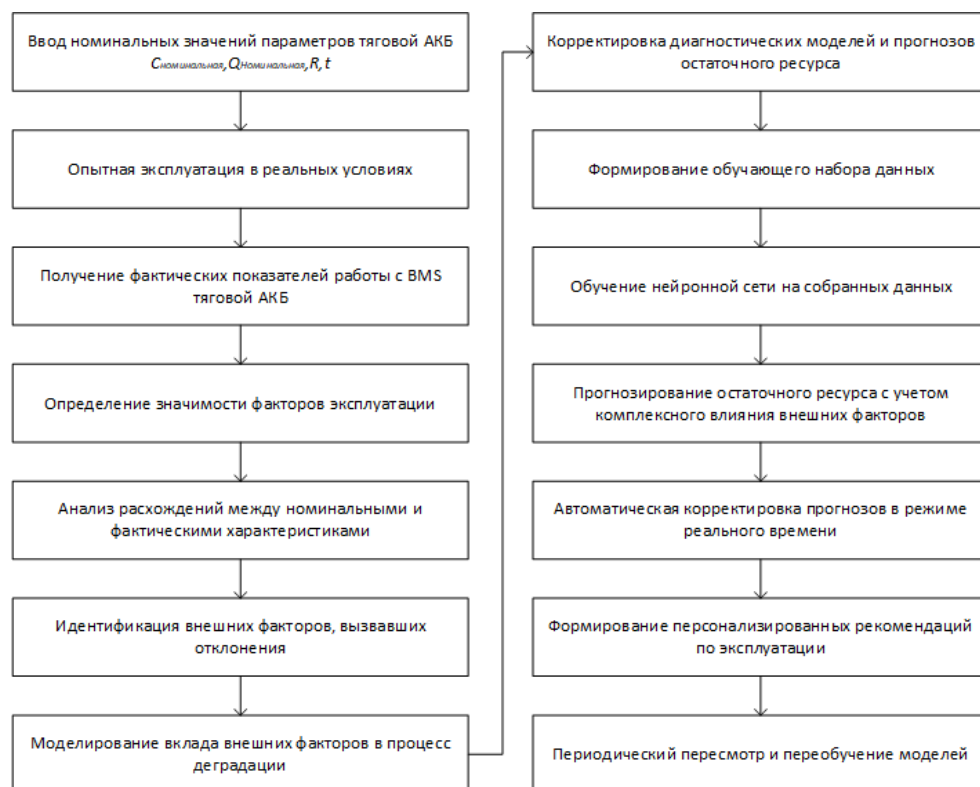 Ввод номинальных значений параметров тяговой АКБ
Cноминальная, QНоминальная, R, t
Опытная эксплуатация в реальных условиях
Получение фактических показателей работы с BMS
тяговой АКБ
Определение значимости факторов эксплуатации
Анализ расхождений между номинальными и
фактическими характеристиками
Идентификация внешних факторов, вызвавших
отклонения
Моделирование вклада внешних факторов в процесс
деградации
Корректировка диагностических моделей и прогнозов
остаточного ресурса
Формирование обучающего набора данных
Обучение нейронной сети на собранных данных
Прогнозирование остаточного ресурса с учетом
комплексного влияния внешних факторов
Автоматическая корректировка прогнозов в режиме
реального времени
Формирование персонализированных рекомендаций
по эксплуатации
Периодический пересмотр и переобучение моделей